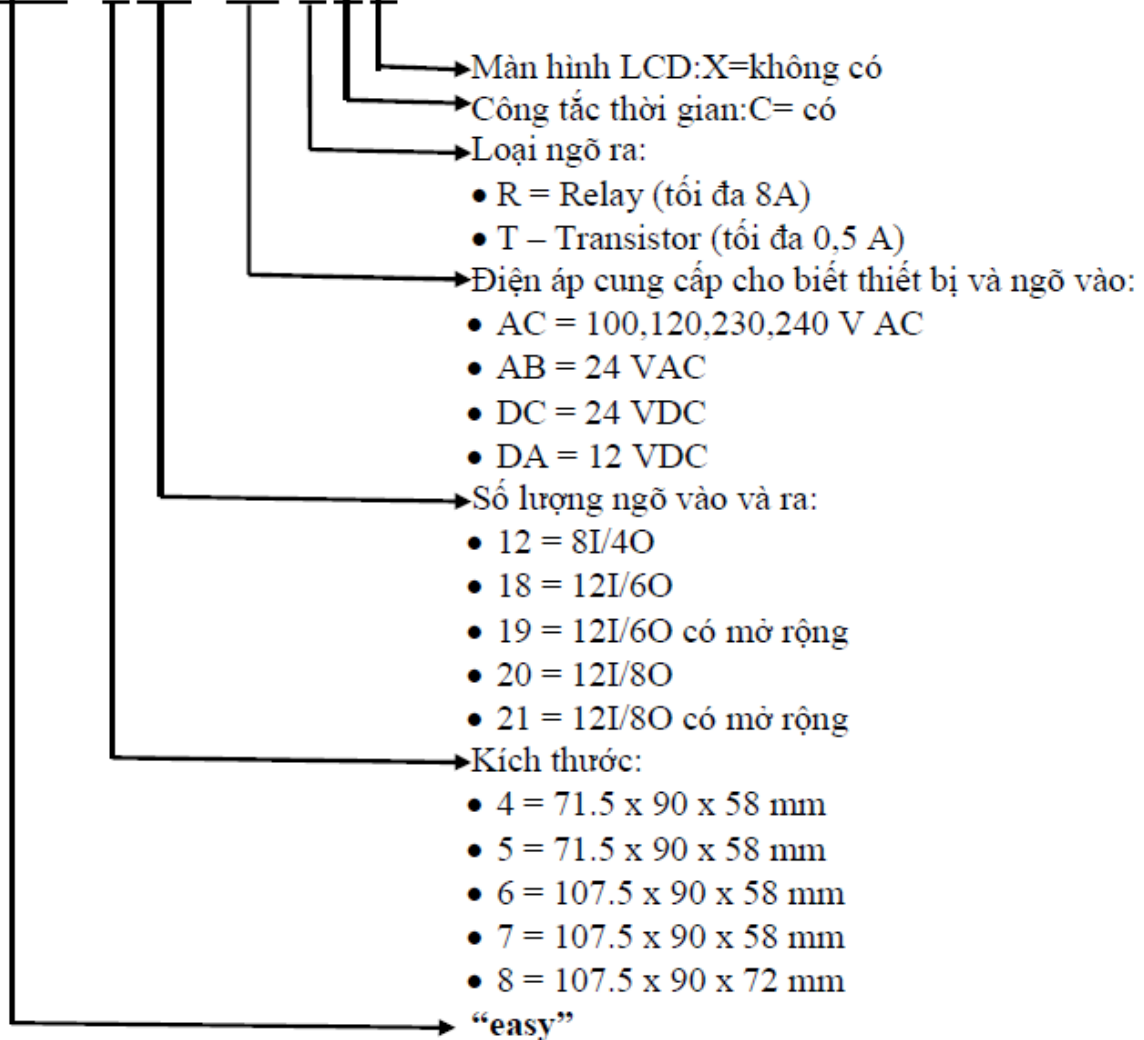 Màn hình LCD:X=không có
Công tắc thời gian:C= có
Loại ngõ ra:
• R = Relay (tối đa 8A)
• T – Transistor (tối đa 0,5 A)
Điện áp cung cấp cho biết thiết bị và ngõ vào:
• AC = 100,120,230,240 V AC
• AB = 24 VAC
• DC = 24 VDC
• DA = 12 VDC
Số lượng ngõ vào và ra:
• 12 = 8I/4O
• 18 = 12I/6O
• 19 = 12I/6O có mở rộng
• 20 = 12I/8O
• 21 = 12I/8O có mở rộng
Kích thước:
• 4 = 71.5 x 90 x 58 mm
• 5 = 71.5 x 90 x 58 mm
• 6 = 107.5 x 90 x 58 mm
• 7 = 107.5 x 90 x 58 mm
• 8 = 107.5 x 90 x 72 mm
“easy”